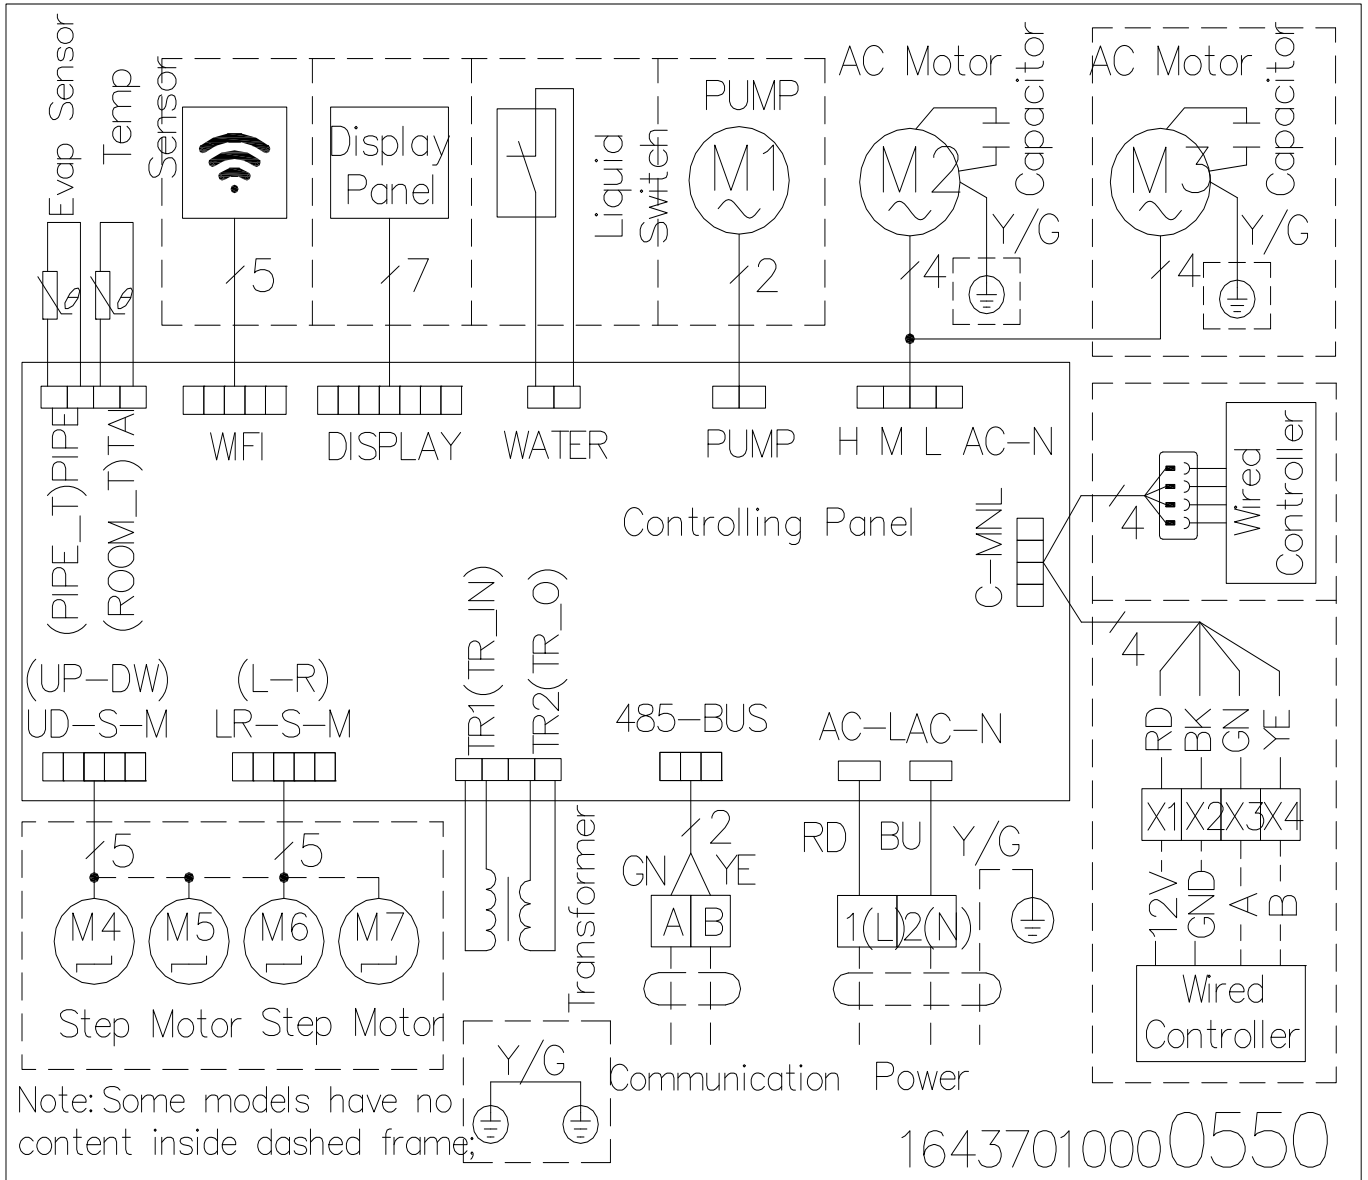 Evap Sensor
Temp
Sensor
Display
Panel
Liquid
Switch
PUMP
M1
AC Motor
Capacitor
M2
Y/G
AC Motor
Capacitor
M3
Y/G
5
7
2
4
4
(PIPE_T)PIPE
(ROOM_T)TAI
WIFI
DISPLAY
WATER
PUMP
H M L AC-N
Controlling Panel
C-MNL
4
Wired
Controller
4
(UP-DW)
UD-S-M
(L-R)
LR-S-M
TR1(TR_IN)
TR2(TR_O)
485-BUS
AC-LAC-N
RD
BK
GN
YE
X1
X2
X3
X4
12V
GND
A
B
Wired
Controller
5
5
M4
M5
M6
M7
Step Motor Step Motor
Transformer
2
GN
YE
A
B
RD
BU
Y/G
1(L)
2(N)
Y/G
Communication
Power
Note: Some models have no
content inside dashed frame;
16437010000550